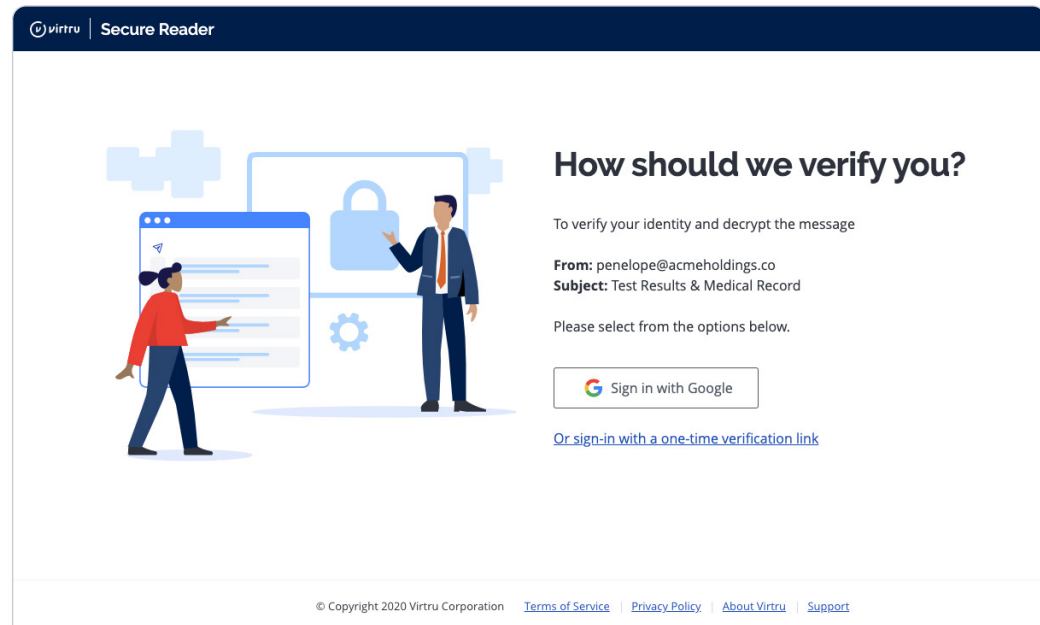 virtru | Secure Reader
How should we verify you?
To verify your identity and decrypt the message
From: penelope@acmeholdings.co
Subject: Test Results & Medical Record
Please select from the options below.
Sign in with Google
Or sign-in with a one-time verification link
© Copyright 2020 Virtru Corporation Terms of Service | Privacy Policy | About Virtru | Support